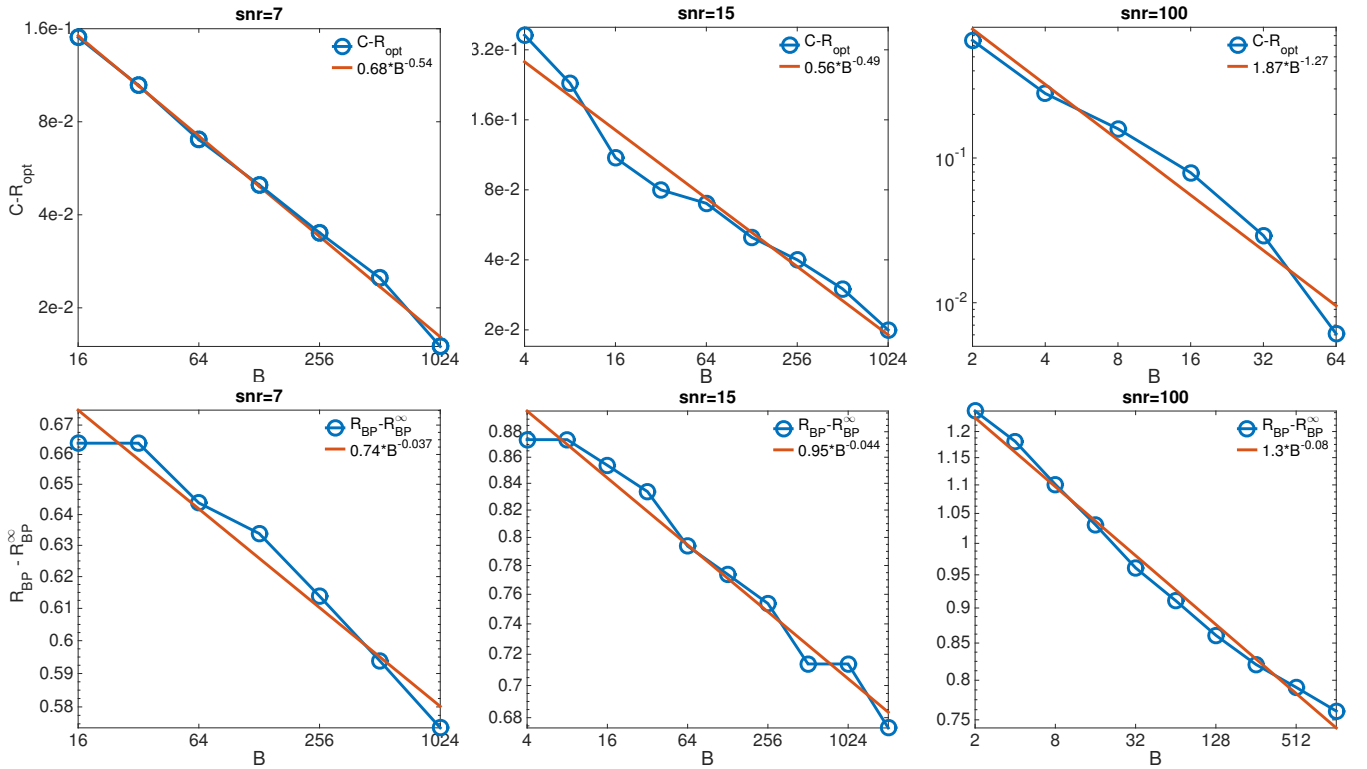 snr=7
1.6e-1
8e-2
4e-2
2e-2
C-R_opt
C-R_opt
0.68*B^-0.54
16
64
256
1024
B
snr=15
3.2e-1
1.6e-1
8e-2
4e-2
2e-2
C-R_opt
0.56*B^-0.49
4
16
64
256
1024
B
snr=100
10^-1
10^-2
C-R_opt
1.87*B^-1.27
2
4
8
16
32
64
B
snr=7
0.67
0.66
0.65
0.64
0.63
0.62
0.61
0.6
0.59
0.58
R_BP - R_BP^∞
R_BP-R_BP^∞
0.74*B^-0.037
16
64
256
1024
B
snr=15
0.88
0.86
0.84
0.82
0.8
0.78
0.76
0.74
0.72
0.7
0.68
R_BP-R_BP^∞
0.95*B^-0.044
4
16
64
256
1024
B
snr=100
1.2
1.15
1.1
1.05
1
0.95
0.9
0.85
0.8
0.75
R_BP-R_BP^∞
1.3*B^-0.08
2
8
32
128
512
B